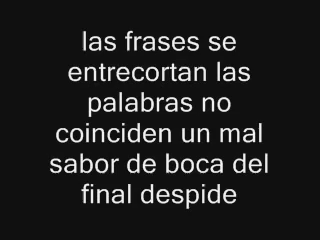 las frases se
entrecortan las
palabras no
coinciden un mal
sabor de boca del
final despide